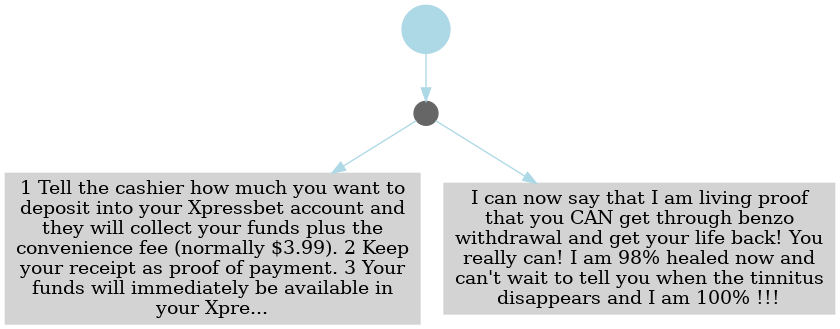 1 Tell the cashier how much you want to
deposit into your Xpressbet account and
they will collect your funds plus the
convenience fee (normally $3.99). 2 Keep
your receipt as proof of payment. 3 Your
funds will immediately be available in
your Xpre...
I can now say that I am living proof
that you CAN get through benzo
withdrawal and get your life back! You
really can! I am 98% healed now and
can't wait to tell you when the tinnitus
disappears and I am 100% !!!